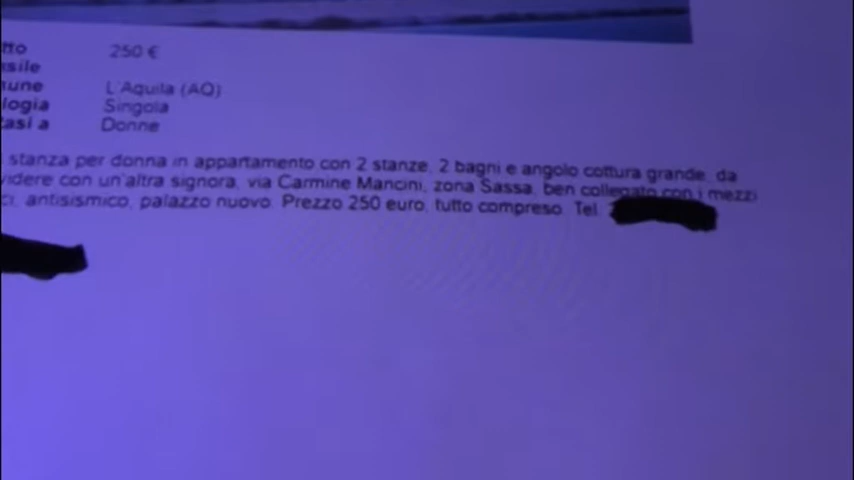 tto 250 €
sile
une L'Aquila (AQ)
logia Singola
asi a Donne
stanza per donna in appartamento con 2 stanze, 2 bagni e angolo cottura grande, da
videre con un'altra signora, via Carmine Mancini, zona Sassa, ben collegato con i mezzi
ci, antisismico, palazzo nuovo. Prezzo 250 euro, tutto compreso. Tel.